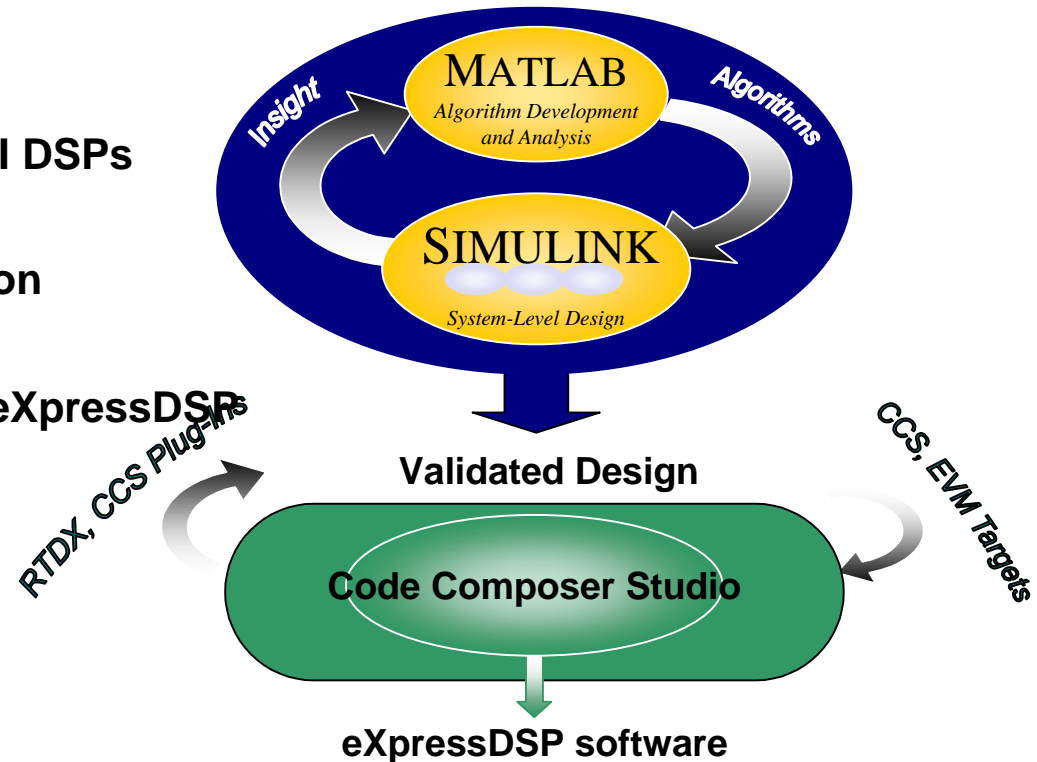 MATLAB
Algorithm Development
and Analysis
Insight
Algorithms
SIMULINK
System-Level Design
DSPs
eXpressDSP
RTDX, CCS Plug-Ins
CCS, EVM Targets
Validated Design
Code Composer Studio
eXpressDSP software